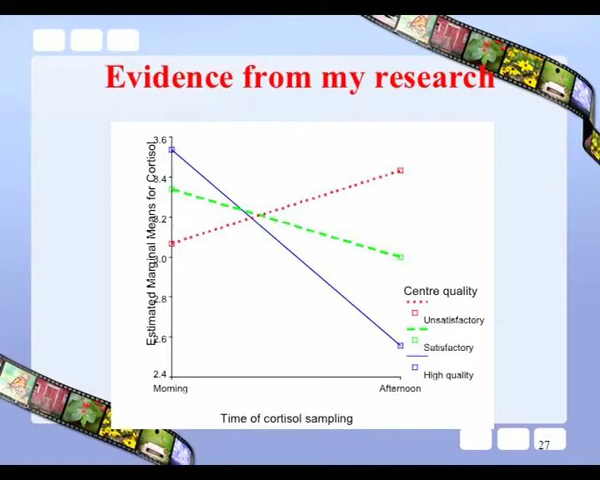 Evidence from my research
Estimated Marginal Means for Cortisol
3.6
3.4
3.2
3.0
2.8
2.6
2.4
Morning
Afternoon
Time of cortisol sampling
Centre quality
Unsatisfactory
Satisfactory
High quality
27